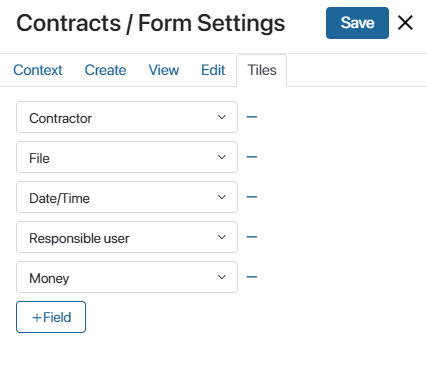 Contracts / Form Settings
Save
Context Create View Edit Tiles
Contractor
File
Date/Time
Responsible user
Money
+Field